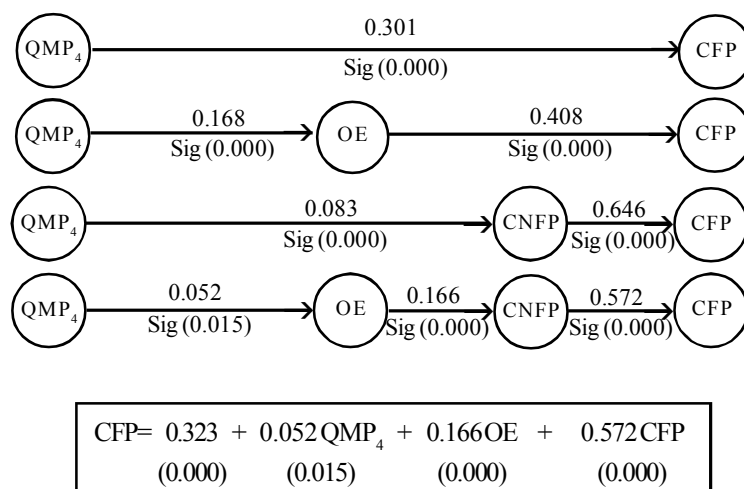 0.301
QMP₄ CFP
Sig (0.000)
0.168 0.408
QMP₄ OE CFP
Sig (0.000) Sig (0.000)
0.083 0.646
QMP₄ CNFP CFP
Sig (0.000) Sig (0.000)
0.052 0.166 0.572
QMP₄ OE CNFP CFP
Sig (0.015) Sig (0.000) Sig (0.000)
CFP= 0.323 + 0.052 QMP₄ + 0.166OE + 0.572 CFP
(0.000) (0.015) (0.000) (0.000)